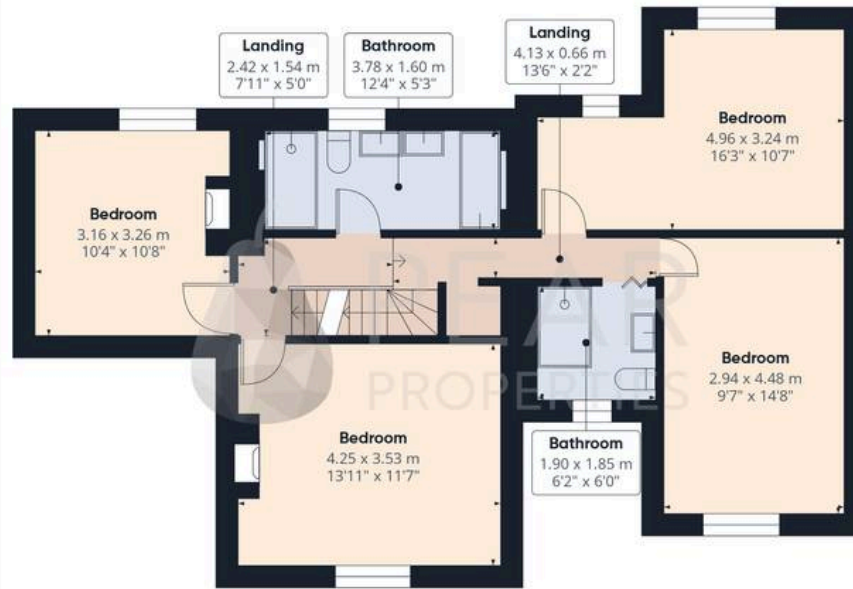 Landing
2.42 x 1.54 m
7'11" x 5'0"
Bathroom
3.78 x 1.60 m
12'4" x 5'3"
Landing
4.13 x 0.66 m
13'6" x 2'2"
Bedroom
4.96 x 3.24 m
16'3" x 10'7"
Bedroom
3.16 x 3.26 m
10'4" x 10'8"
PEAR
PROPERTIES
Bedroom
2.94 x 4.48 m
9'7" x 14'8"
Bedroom
4.25 x 3.53 m
13'11" x 11'7"
Bathroom
1.90 x 1.85 m
6'2" x 6'0"